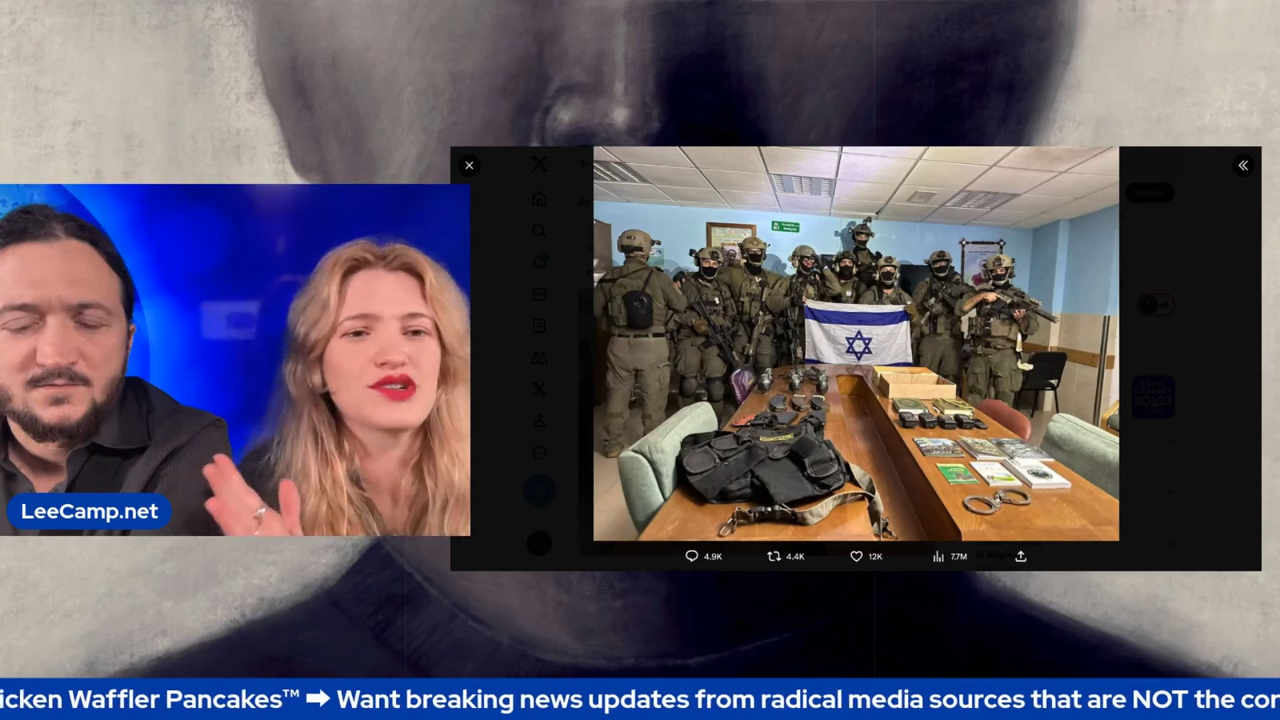 4.9K
4.4K
12K
7.7M
LeeCamp.net
icken Waffler Pancakes™ ➡ Want breaking news updates from radical media sources that are NOT the cor